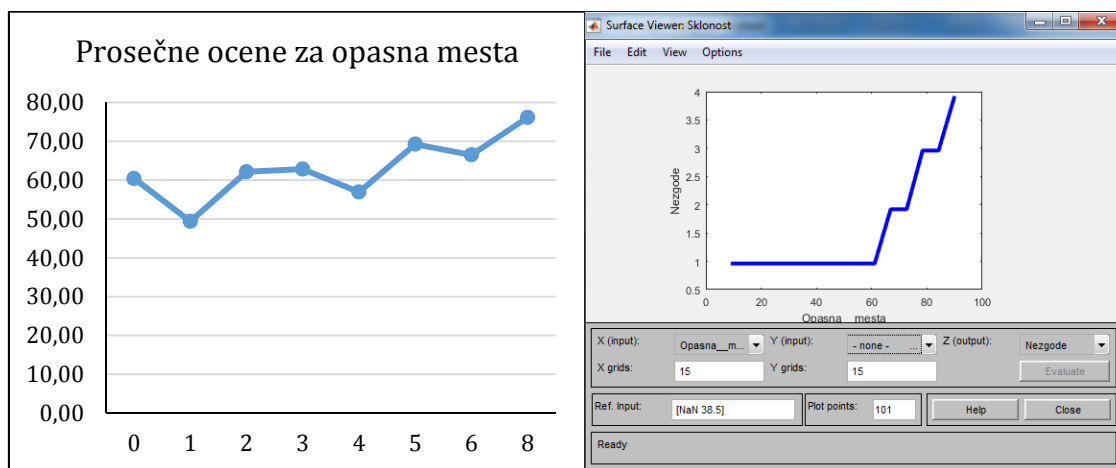 Prosečne ocene za opasna mesta
80,00
70,00
60,00
50,00
40,00
30,00
20,00
10,00
0,00
0 1 2 3 4 5 6 8
Surface Viewer: Sklonost
File Edit View Options
4
3.5
3
2.5
2
1.5
1
0.5
Nezgode
0 20 40 60 80 100
Opasna__mesta
X (input): Opasna__m... Y (input): - none - ... Z (output): Nezgode
X grids: 15 Y grids: 15 Evaluate
Ref. Input: [NaN 38.5] Plot points: 101 Help Close
Ready